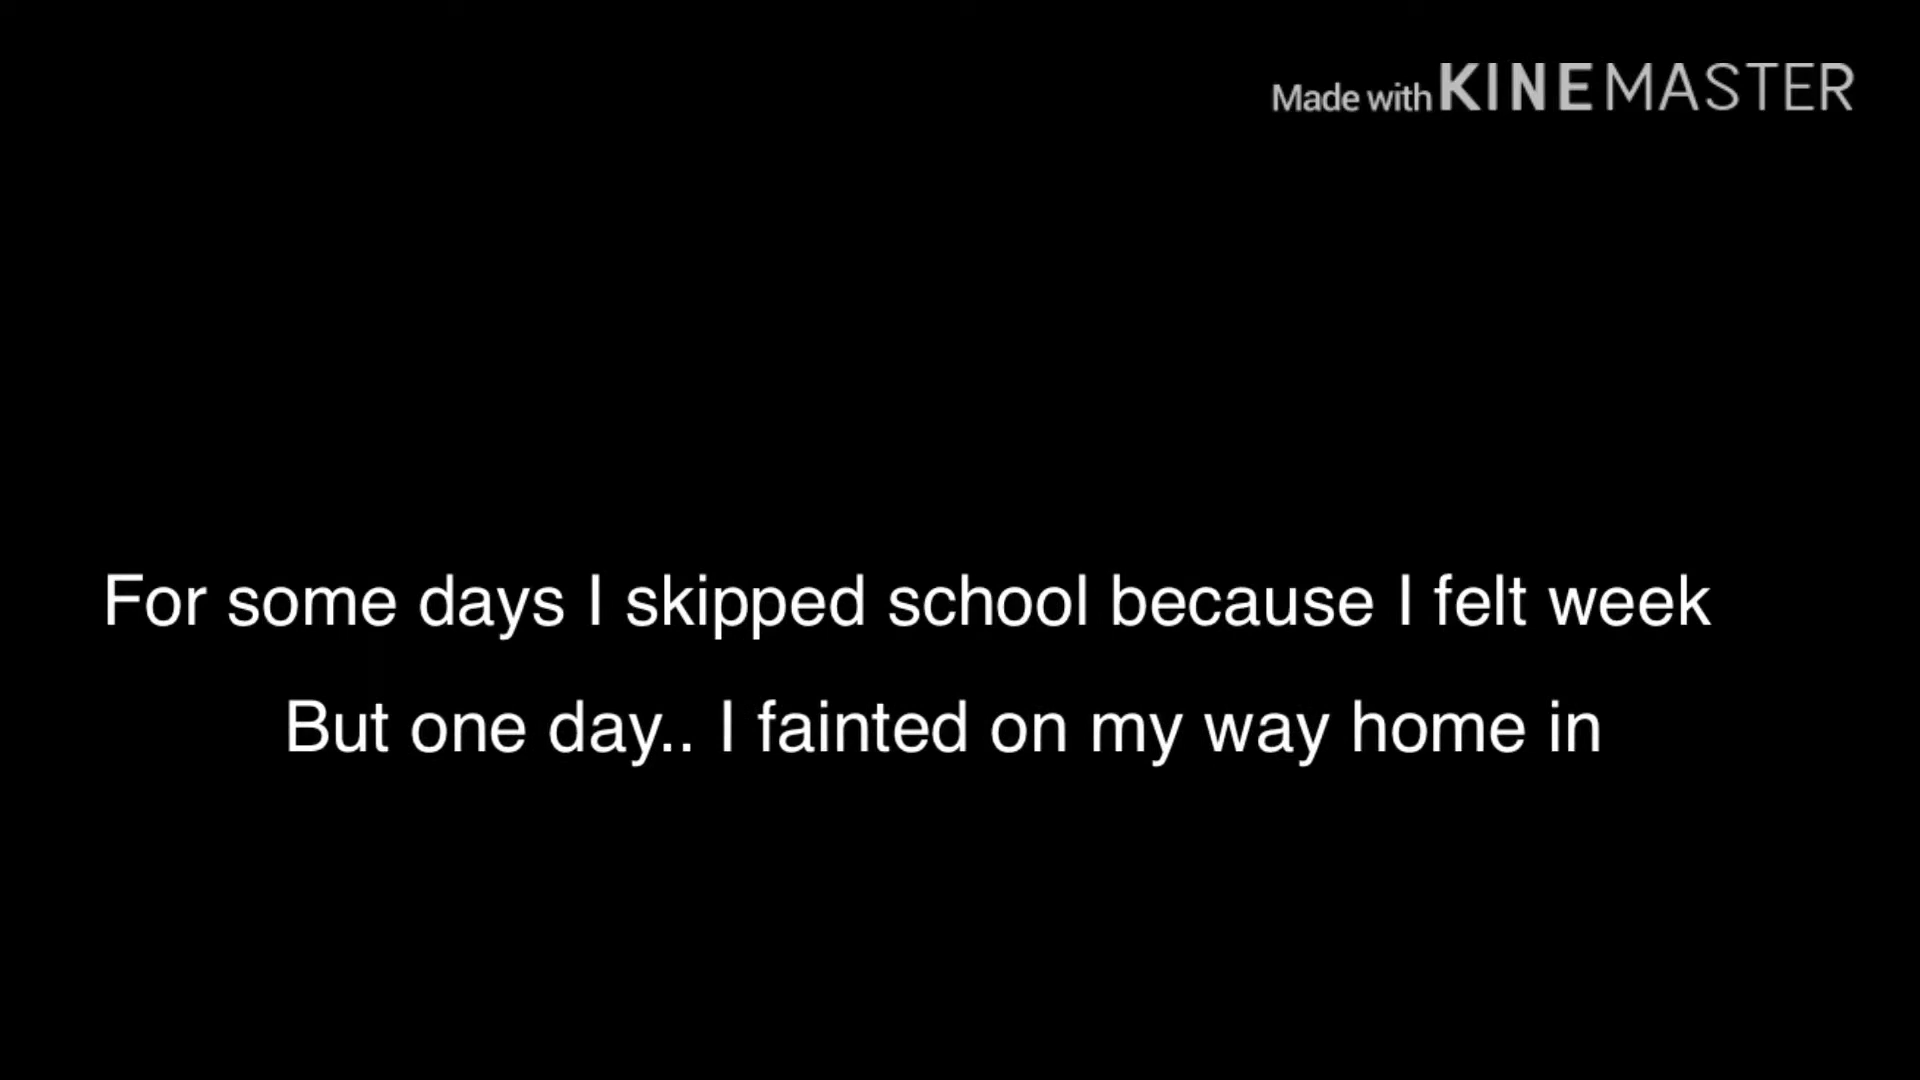 Made with KINEMASTER
For some days I skipped school because I felt week
But one day.. I fainted on my way home in